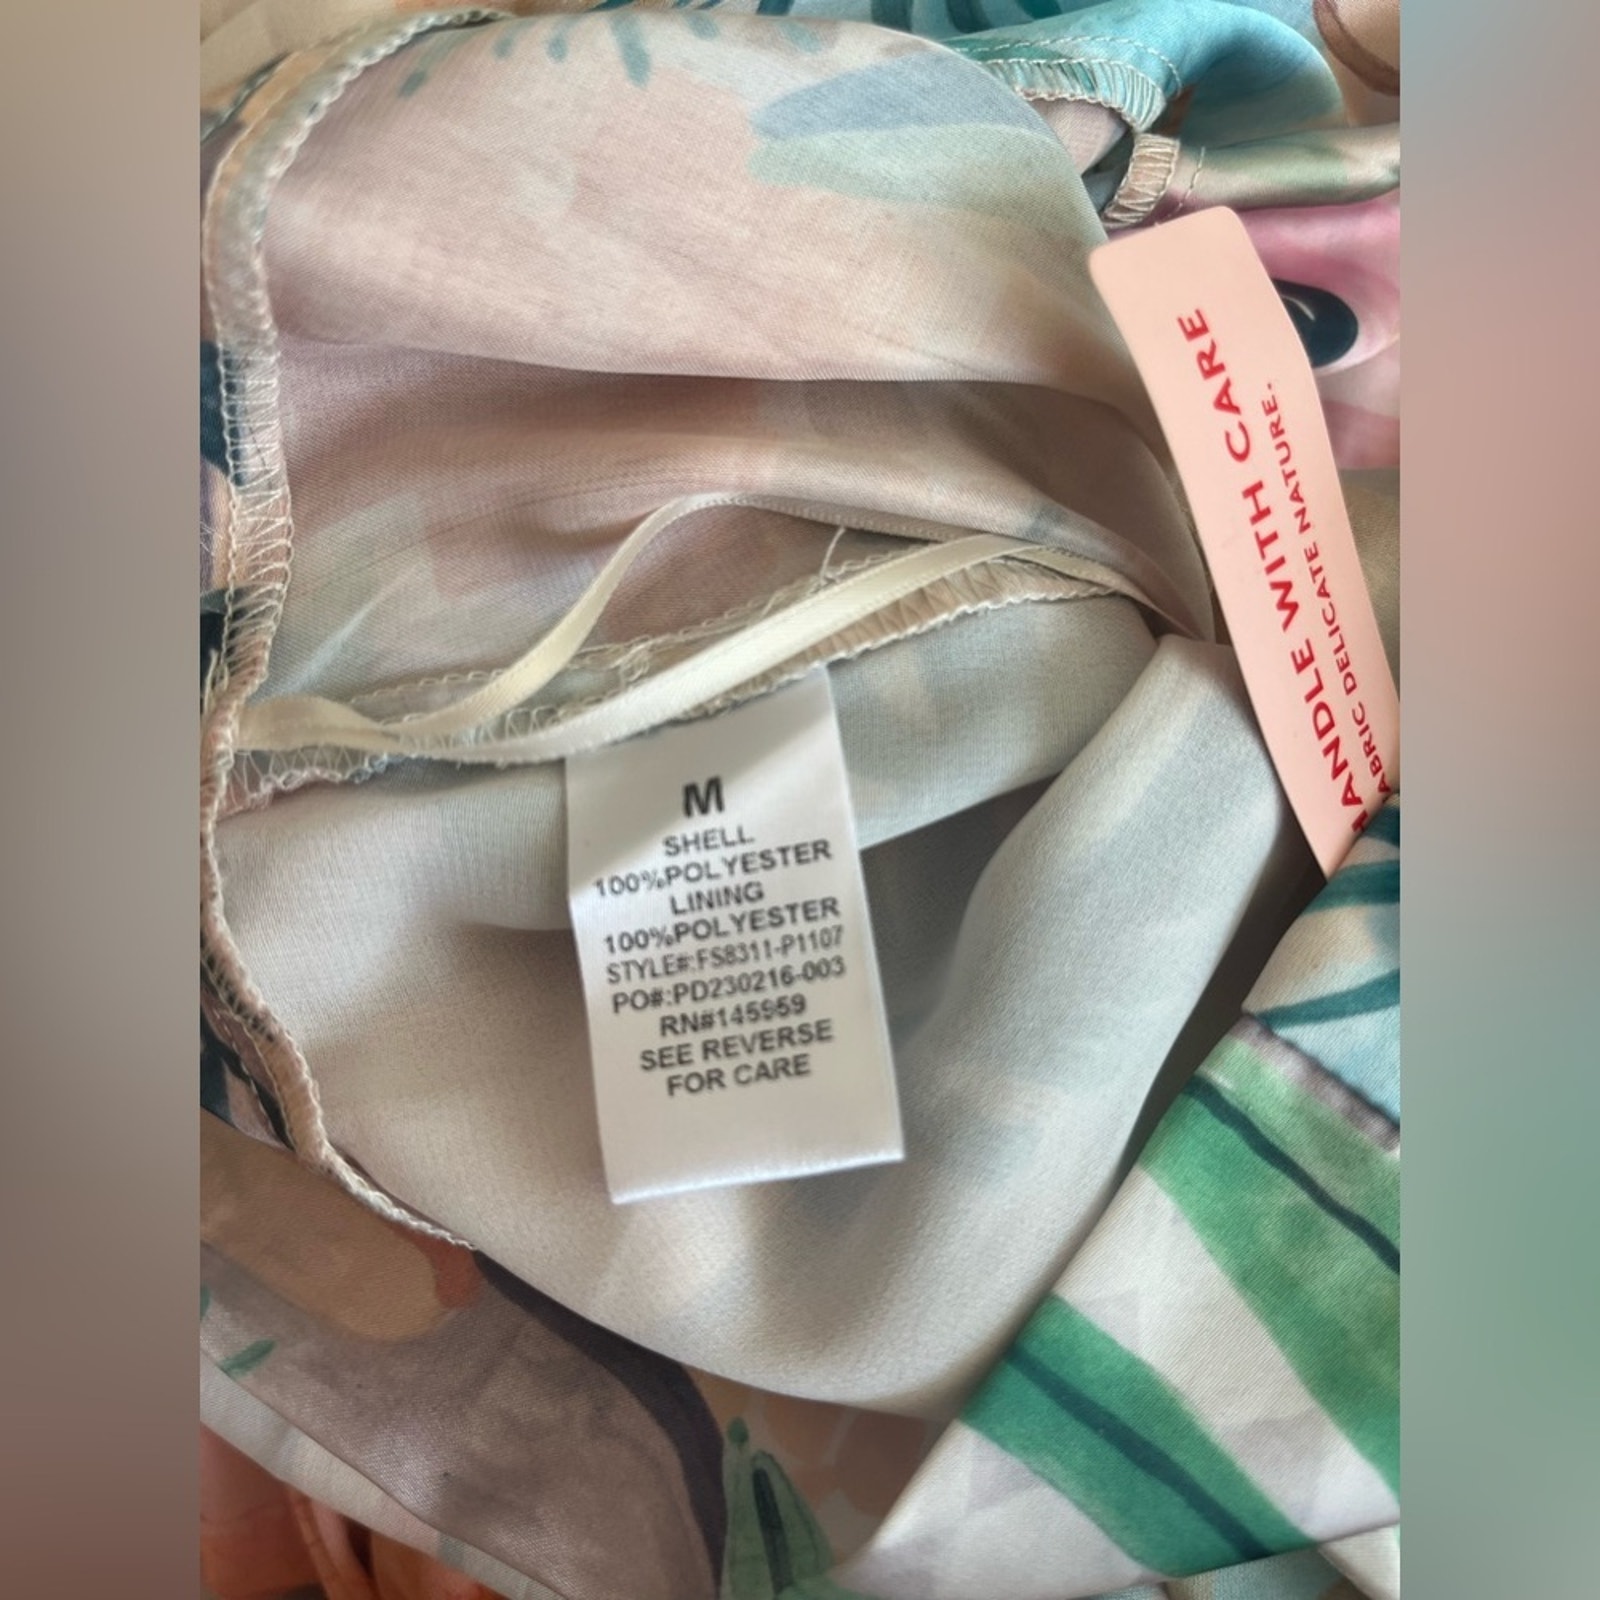 M
SHELL
100%POLYESTER
LINING
100%POLYESTER
STYLE#:FS8311-P1107
PO#:PD230216-003
RN#145959
SEE REVERSE
FOR CARE
HANDLE WITH CARE
FABRIC DELICATE NATURE.